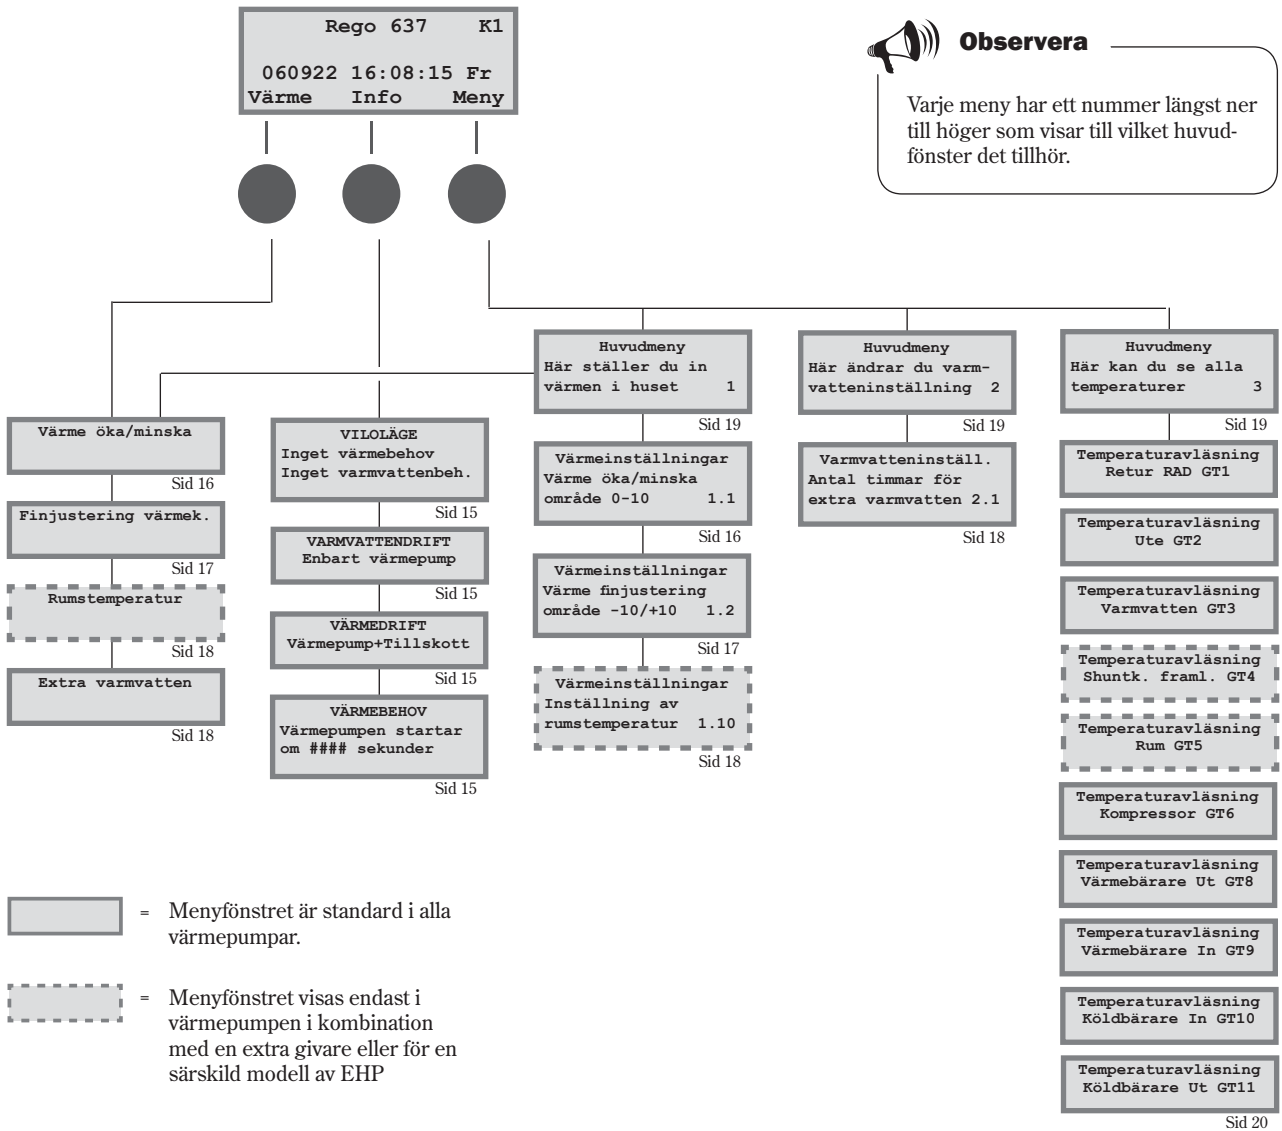 Rego 637 K1
060922 16:08:15 Fr
Värme Info Meny
Observera
Varje meny har ett nummer längst ner
till höger som visar till vilket huvud-
fönster det tillhör.
Värme öka/minska
Sid 16
Finjustering värmek.
Sid 17
Rumstemperatur
Sid 18
Extra varmvatten
Sid 18
VILOLÄGE
Inget värmebehov
Inget varmvattenbeh.
Sid 15
VARMVATTENDRIFT
Enbart värmepump
Sid 15
VÄRMEDRIFT
Värmepump+Tillskott
Sid 15
VÄRMEBEHOV
Värmepumpen startar
om #### sekunder
Sid 15
Huvudmeny
Här ställer du in
värmen i huset 1
Sid 19
Värmeinställningar
Värme öka/minska
område 0-10 1.1
Sid 16
Värmeinställningar
Värme finjustering
område -10/+10 1.2
Sid 17
Värmeinställningar
Inställning av
rumstemperatur 1.10
Sid 18
Huvudmeny
Här ändrar du varm-
vatteninställning 2
Sid 19
Varmvatteninställ.
Antal timmar för
extra varmvatten 2.1
Sid 18
Huvudmeny
Här kan du se alla
temperaturer 3
Sid 19
Temperaturavläsning
Retur RAD GT1
Temperaturavläsning
Ute GT2
Temperaturavläsning
Varmvatten GT3
Temperaturavläsning
Shuntk. framl. GT4
Temperaturavläsning
Rum GT5
Temperaturavläsning
Kompressor GT6
Temperaturavläsning
Värmebärare Ut GT8
Temperaturavläsning
Värmebärare In GT9
Temperaturavläsning
Köldbärare In GT10
Temperaturavläsning
Köldbärare Ut GT11
Sid 20
= Menyfönstret är standard i alla
värmepumpar.
= Menyfönstret visas endast i
värmepumpen i kombination
med en extra givare eller för en
särskild modell av EHP